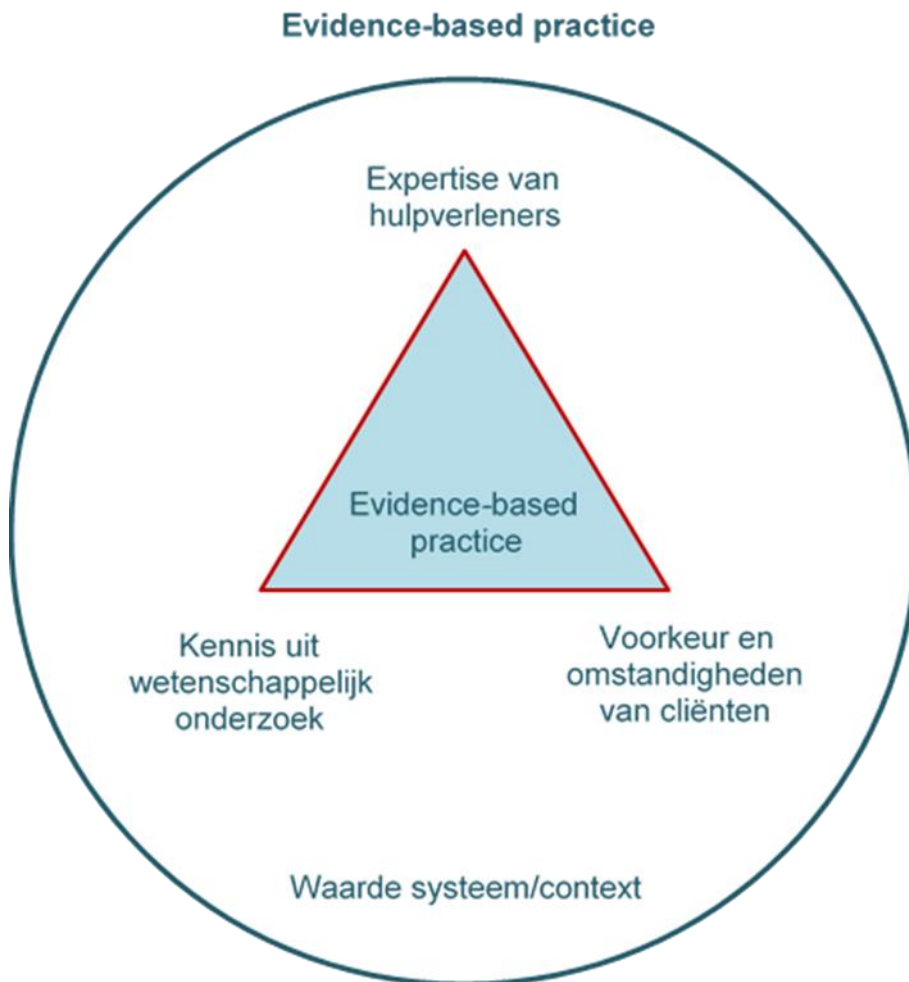 Evidence-based practice
Expertise van
hulpverleners
Evidence-based
practice
Kennis uit
wetenschappelijk
onderzoek
Voorkeur en
omstandigheden
van cliënten
Waarde systeem/context